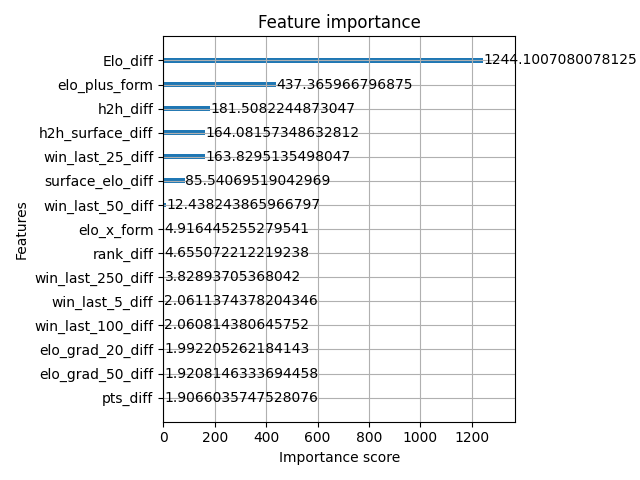 Feature importance
Elo_diff 1244.1007080078125
elo_plus_form 437.365966796875
h2h_diff 181.5082244873047
h2h_surface_diff 164.08157348632812
win_last_25_diff 163.8295135498047
surface_elo_diff 85.54069519042969
win_last_50_diff 12.438243865966797
elo_x_form 4.916445255279541
rank_diff 4.655072212219238
win_last_250_diff 3.82893705368042
win_last_5_diff 2.0611374378204346
win_last_100_diff 2.060814380645752
elo_grad_20_diff 1.992205262184143
elo_grad_50_diff 1.9208146333694458
pts_diff 1.9066035747528076
Features
0 200 400 600 800 1000 1200
Importance score